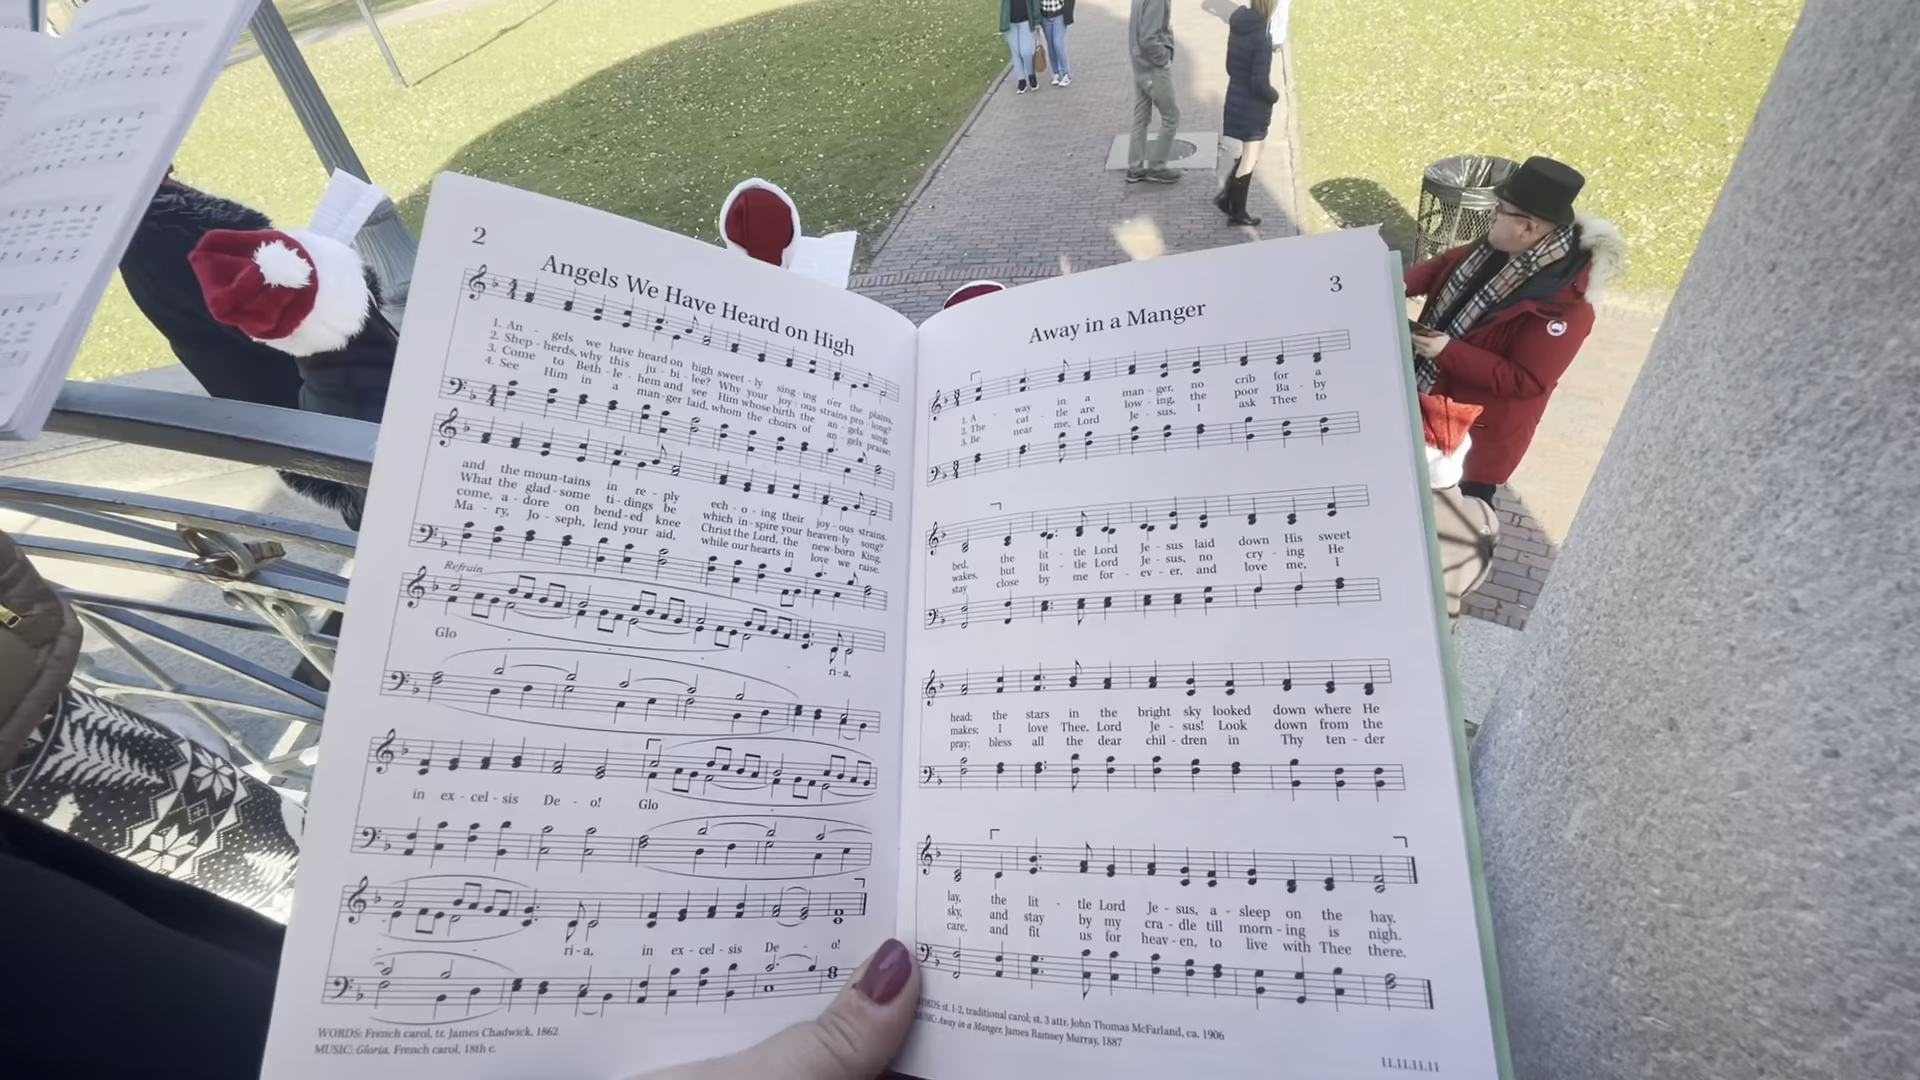 2
Angels We Have Heard on High
1. An - gels we have heard on high sweet - ly sing - ing o'er the plains,
2. Shep - herds, why this ju - bi - lee? Why your joy - ous strains pro - long?
3. Come to Beth - le - hem and see Him whose birth the an - gels sing;
4. See Him in a man - ger laid, whom the choirs of an - gels praise;
and the moun - tains in re - ply ech - o - ing their joy - ous strains.
What the glad - some ti - dings be which in - spire your heaven - ly song?
come, a - dore on bend - ed knee Christ the Lord, the new - born King.
Ma - ry, Jo - seph, lend your aid, while our hearts in love we raise.
Refrain
Glo - - - ri - a,
in ex - cel - sis De - o! Glo -
- - - ri - a, in ex - cel - sis De - o!
WORDS: French carol, tr. James Chadwick, 1862
MUSIC: Gloria, French carol, 18th c.
3
Away in a Manger
1. A - way in a man - ger, no crib for a
2. The cat - tle are low - ing, the poor Ba - by
3. Be near me, Lord Je - sus, I ask Thee to
bed, the lit - tle Lord Je - sus laid down His sweet
wakes, but lit - tle Lord Je - sus, no cry - ing He
stay close by me for - ev - er, and love me, I
head; the stars in the bright sky looked down where He
makes; I love Thee, Lord Je - sus! Look down from the
pray; bless all the dear chil - dren in Thy ten - der
lay, the lit - tle Lord Je - sus, a - sleep on the hay.
sky, and stay by my cra - dle till morn - ing is nigh.
care, and fit us for heav - en, to live with Thee there.
WORDS: st. 1-2, traditional carol; st. 3 attr. John Thomas McFarland, ca. 1906
MUSIC: Away in a Manger, James Ramsey Murray, 1887
11.11.11.11